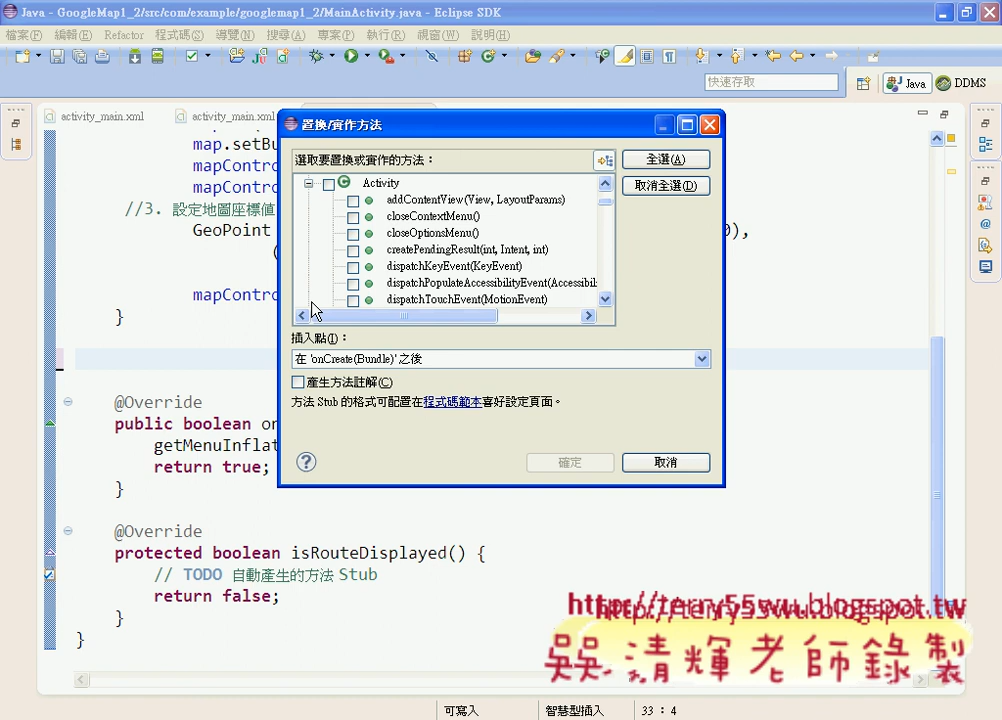 Java - GoogleMap1_2/src/com/example/googlemap1_2/MainActivity.java - Eclipse SDK
檔案(F) 編輯(E) Refactor 程式碼(S) 導覽(N) 搜尋(A) 專案(P) 執行(R) 視窗(W) 說明(H)
快速存取
Java
DDMS
activity_main.xml
activity_main.xml
置換/實作方法
map.setBu
選取要置換或實作的方法：
全選(A)
mapContro
Activity
取消全選(D)
mapContro
addContentView(View, LayoutParams)
//3. 設定地圖座標值
closeContextMenu()
GeoPoint
closeOptionsMenu()
),
(
createPendingResult(int, Intent, int)
dispatchKeyEvent(KeyEvent)
dispatchPopulateAccessibilityEvent(Accessibil
mapContro
dispatchTouchEvent(MotionEvent)
}
插入點(I)：
在 'onCreate(Bundle)' 之後
產生方法註解(C)
@Override
方法 Stub 的格式可配置在程式碼範本喜好設定頁面。
public boolean on
getMenuInflat
return true;
確定
取消
}
@Override
protected boolean isRouteDisplayed() {
// TODO 自動產生的方法 Stub
return false;
http://terry55wu.blogspot.tw
}
}
吳清輝老師錄製
可寫入
智慧型插入
33 : 4